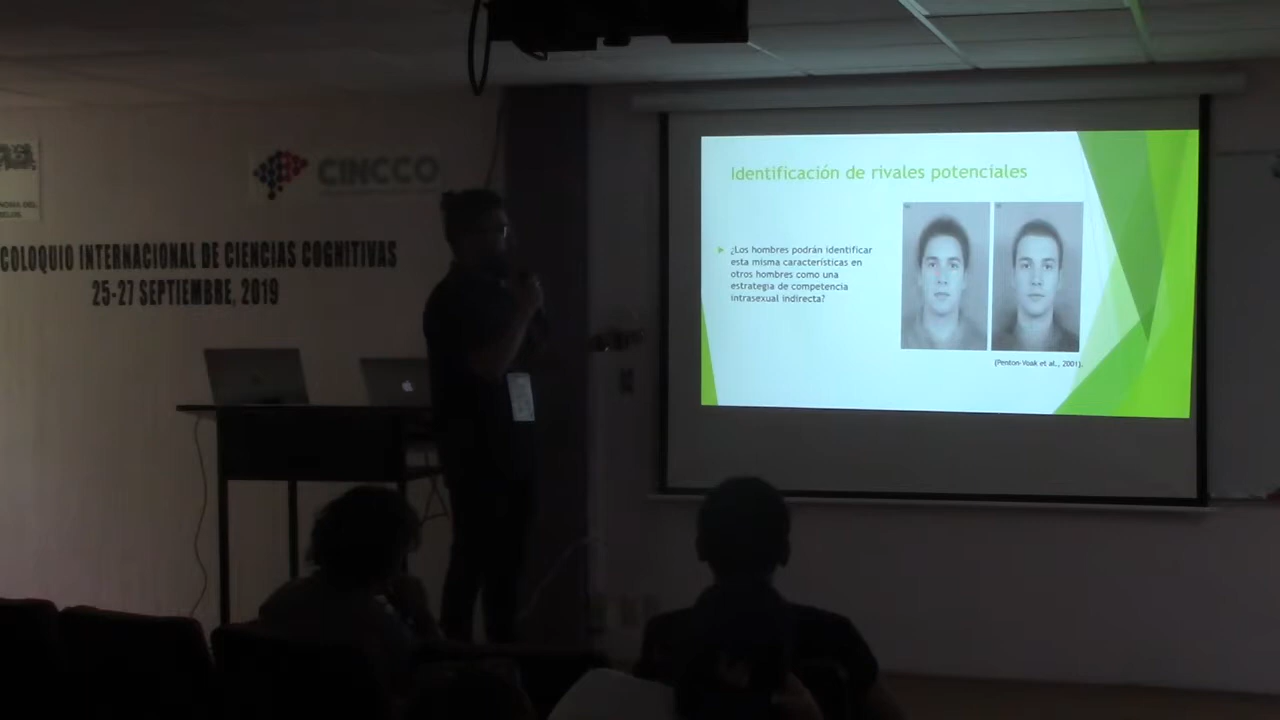 CINCCO
COLOQUIO INTERNACIONAL DE CIENCIAS COGNITIVAS
25-27 SEPTIEMBRE, 2019
Identificación de rivales potenciales
¿Los hombres podrán identificar
esta misma características en
otros hombres como una
estrategia de competencia
intrasexual indirecta?
(Penton-Voak et al., 2001).